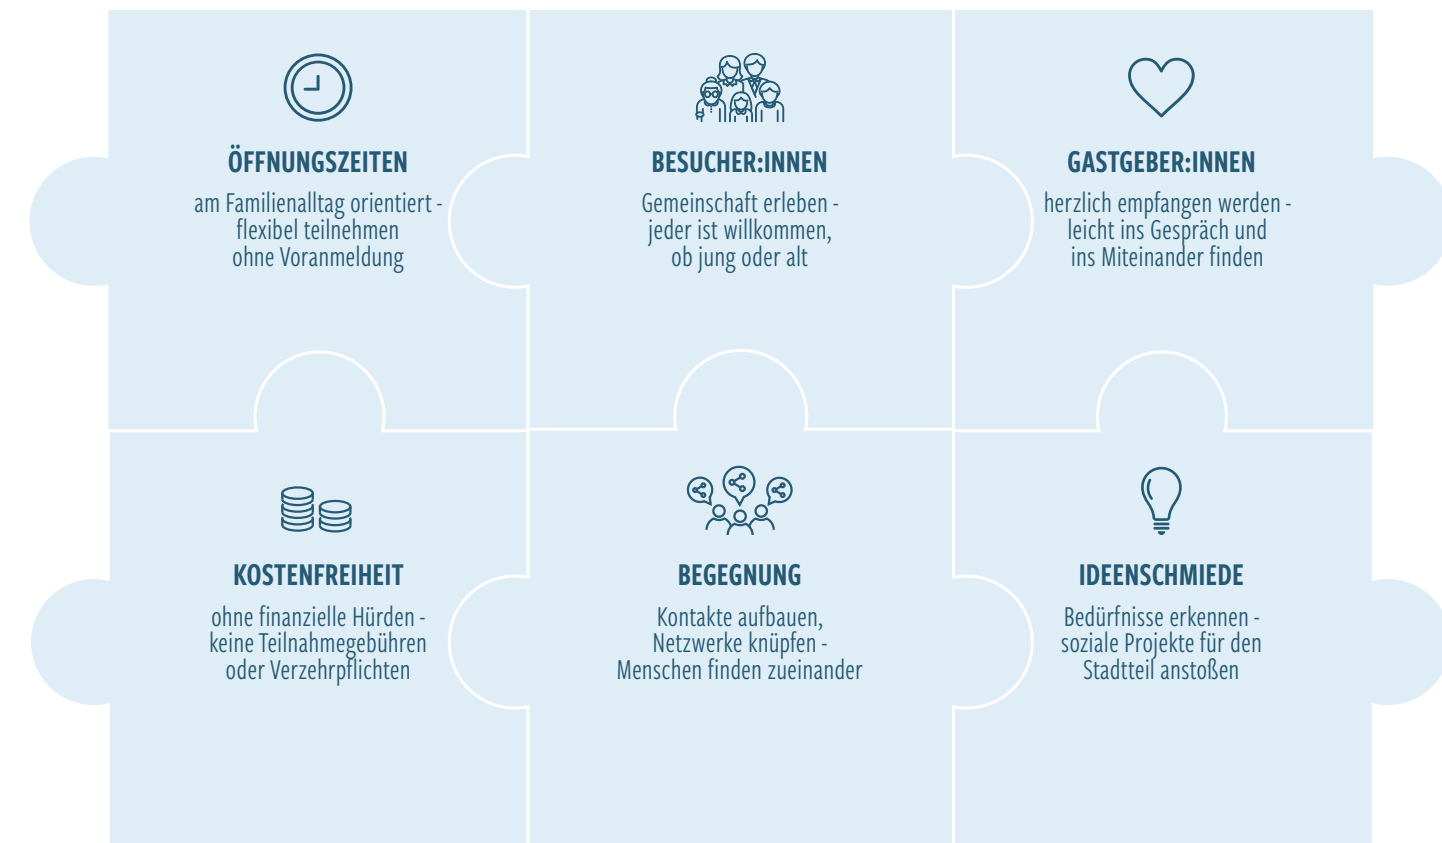 ÖFFNUNGSZEITEN
am Familienalltag orientiert -
flexibel teilnehmen
ohne Voranmeldung
BESUCHER:INNEN
Gemeinschaft erleben -
jeder ist willkommen,
ob jung oder alt
GASTGEBER:INNEN
herzlich empfangen werden -
leicht ins Gespräch und
ins Miteinander finden
KOSTENFREIHEIT
ohne finanzielle Hürden -
keine Teilnahmegebühren
oder Verzehrpflichten
BEGEGNUNG
Kontakte aufbauen,
Netzwerke knüpfen -
Menschen finden zueinander
IDEENSCHMIEDE
Bedürfnisse erkennen -
soziale Projekte für den
Stadtteil anstoßen